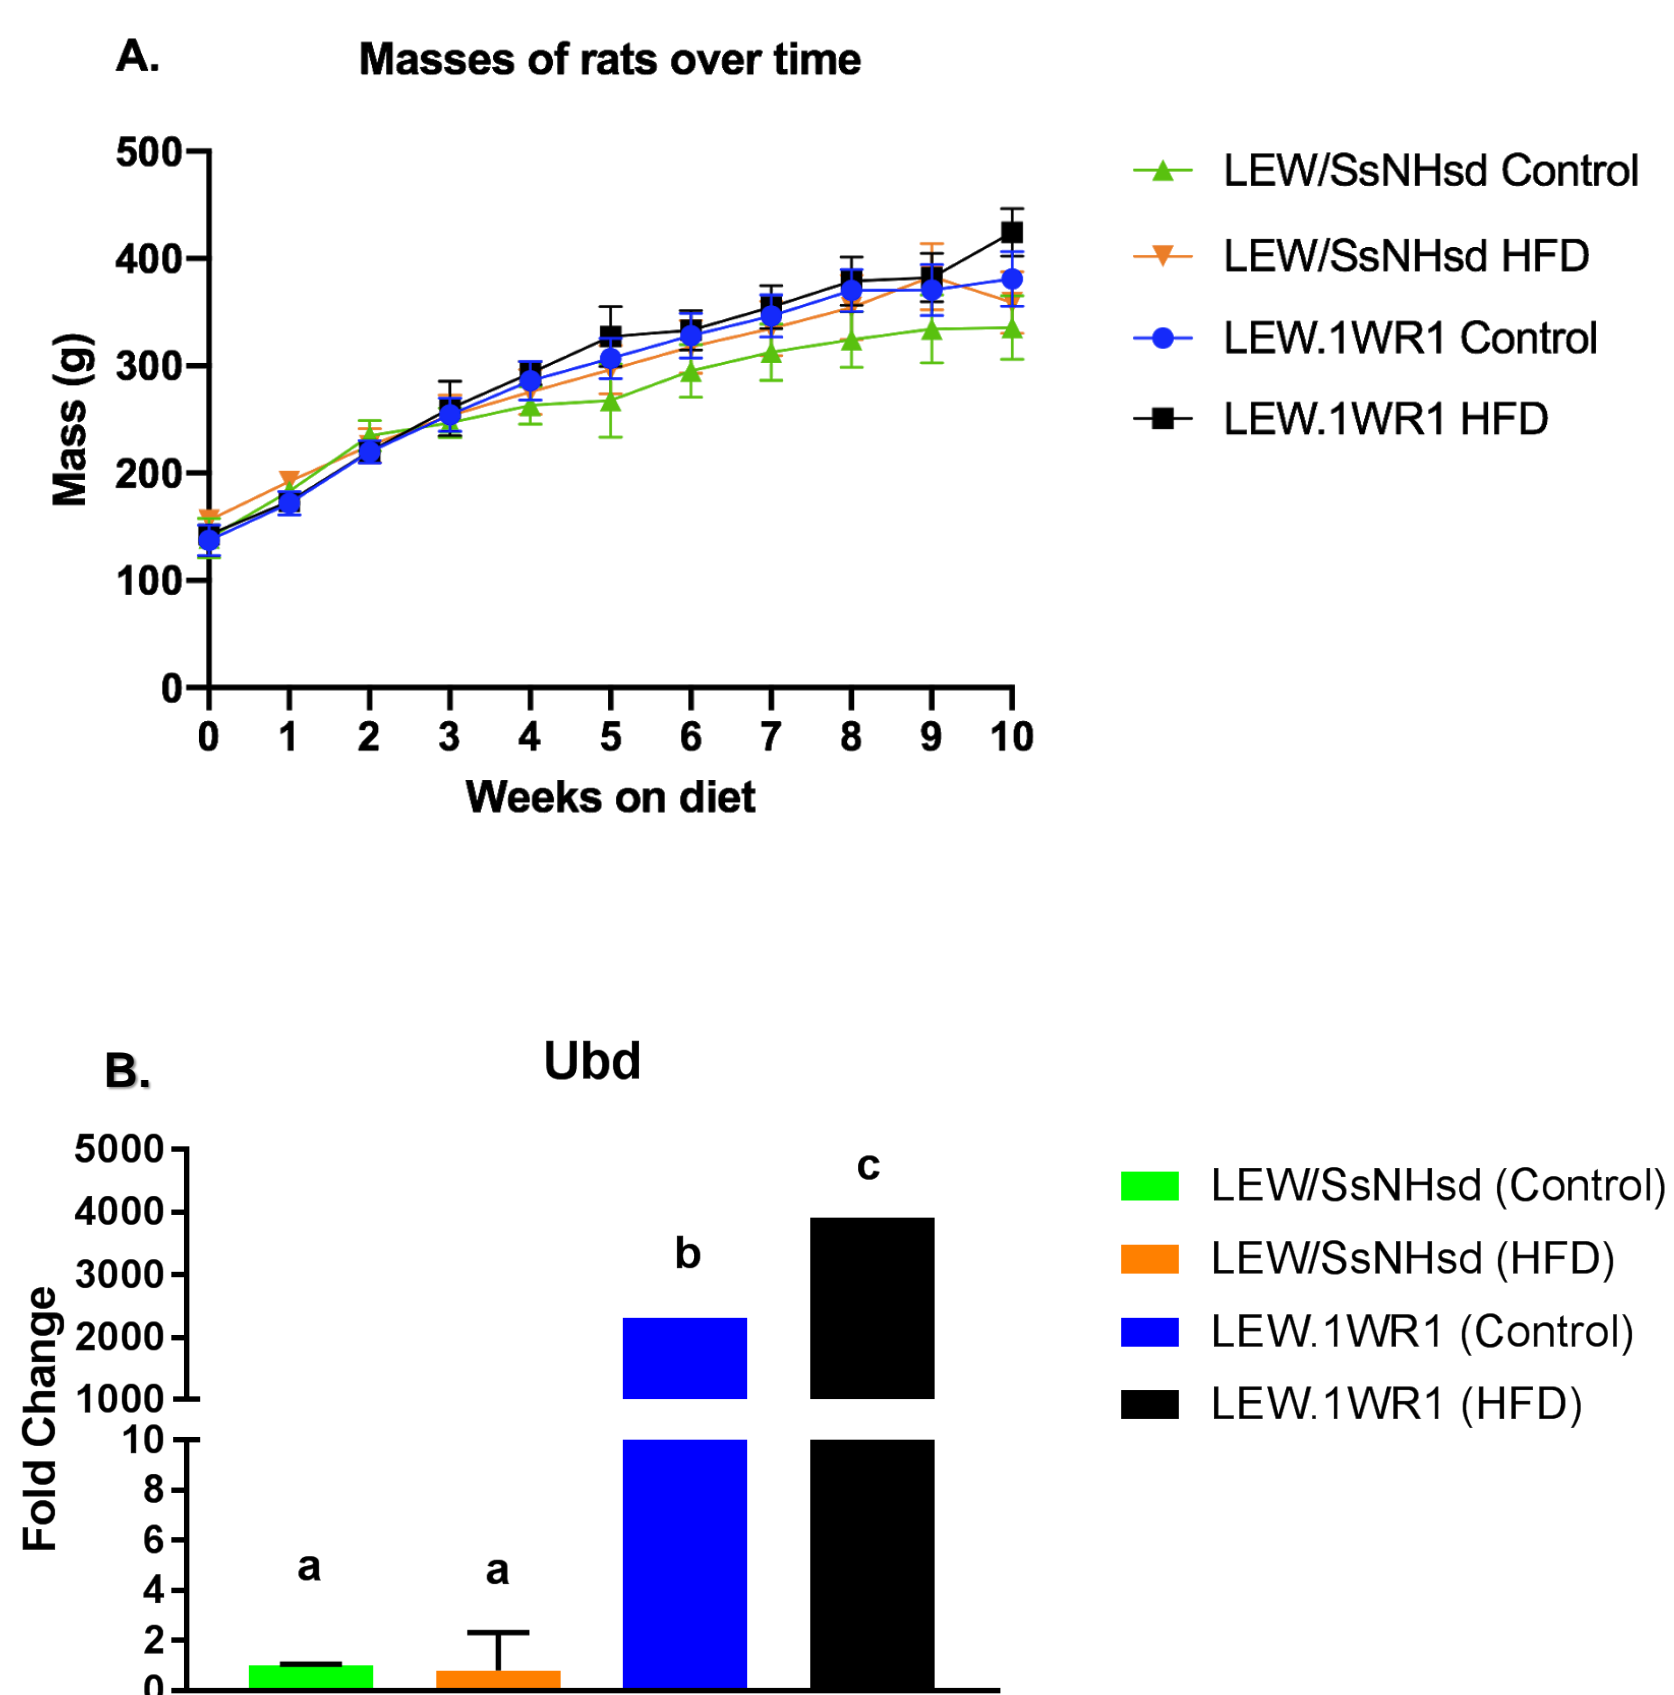 A.
Masses of rats over time
500
400
300
200
100
0
Mass (g)
0 1 2 3 4 5 6 7 8 9 10
Weeks on diet
LEW/SsNHsd Control
LEW/SsNHsd HFD
LEW.1WR1 Control
LEW.1WR1 HFD
B.
Ubd
5000
4000
3000
2000
1000
10
8
6
4
2
0
Fold Change
a
a
b
c
LEW/SsNHsd (Control)
LEW/SsNHsd (HFD)
LEW.1WR1 (Control)
LEW.1WR1 (HFD)